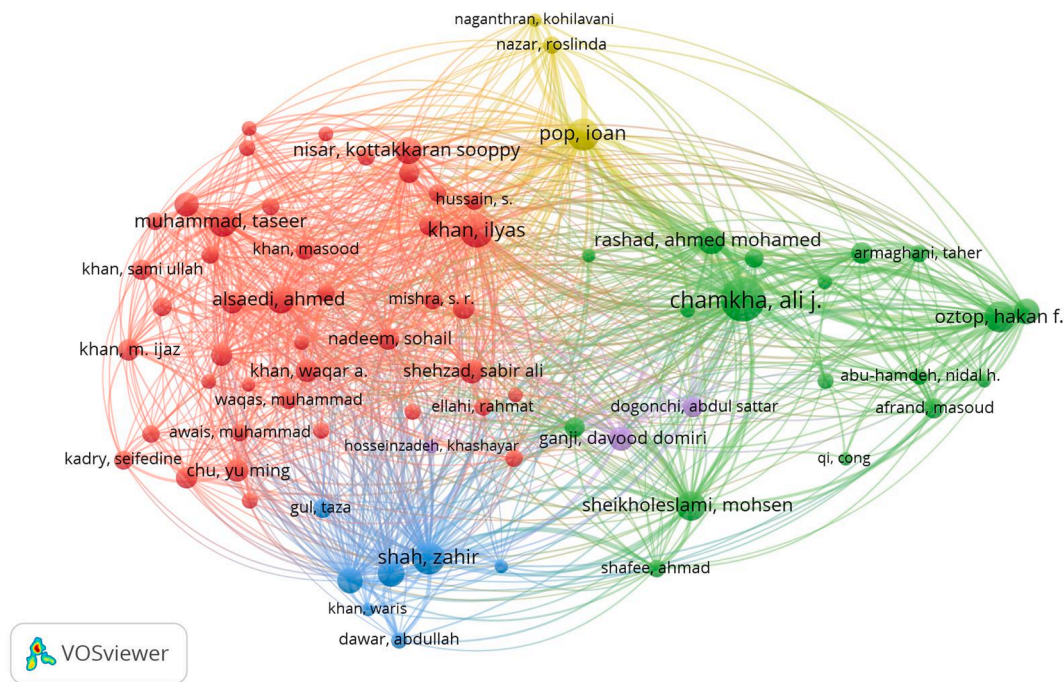 naganthran, kohilavani
nazar, roslinda
pop, ioan
nisar, kottakkaran sooppy
hussain, s.
muhammad, taseer
khan, ilyas
rashad, ahmed mohamed
khan, masood
armaghani, taher
khan, sami ullah
alsaedi, ahmed
mishra, s. r.
chamkha, ali j.
oztop, hakan f.
nadeem, sohail
khan, m. ijaz
khan, waqar a.
shehzad, sabir ali
abu-hamdeh, nidal h.
waqas, muhammad
ellahi, rahmat
dogonchi, abdul sattar
afrand, masoud
awais, muhammad
hosseinzadeh, khashayar
ganji, davood domiri
kadry, seifedine
chu, yu ming
qi, cong
gul, taza
sheikholeslami, mohsen
shah, zahir
shafee, ahmad
khan, waris
dawar, abdullah
VOSviewer